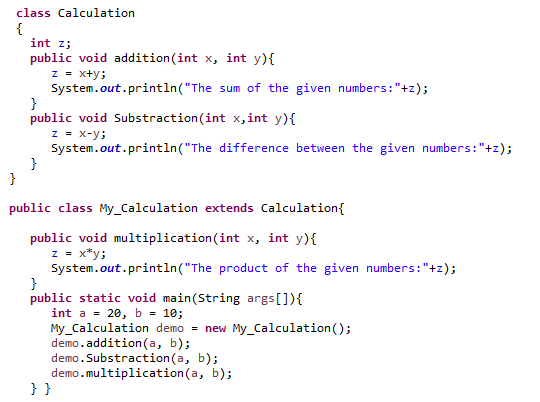 class Calculation
{
int z;
public void addition(int x, int y){
z = x+y;
System.out.println("The sum of the given numbers:"+z);
}
public void Substraction(int x,int y){
z = x-y;
System.out.println("The difference between the given numbers:"+z);
}
}
public class My_Calculation extends Calculation{
public void multiplication(int x, int y){
z = x*y;
System.out.println("The product of the given numbers:"+z);
}
public static void main(String args[]){
int a = 20, b = 10;
My_Calculation demo = new My_Calculation();
demo.addition(a, b);
demo.Substraction(a, b);
demo.multiplication(a, b);
} }